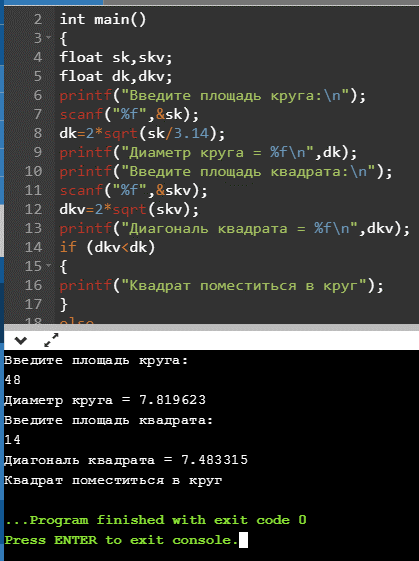 2 int main()
3 {
4 float sk,skv;
5 float dk,dkv;
6 printf("Введите площадь круга:\n");
7 scanf("%f",&sk);
8 dk=2*sqrt(sk/3.14);
9 printf("Диаметр круга = %f\n",dk);
10 printf("Введите площадь квадрата:\n");
11 scanf("%f",&skv);
12 dkv=2*sqrt(skv);
13 printf("Диагональ квадрата = %f\n",dkv);
14 if (dkv<dk)
15 {
16 printf("Квадрат поместиться в круг");
17 }
18 else
Введите площадь круга:
48
Диаметр круга = 7.819623
Введите площадь квадрата:
14
Диагональ квадрата = 7.483315
Квадрат поместиться в круг
...Program finished with exit code 0
Press ENTER to exit console.